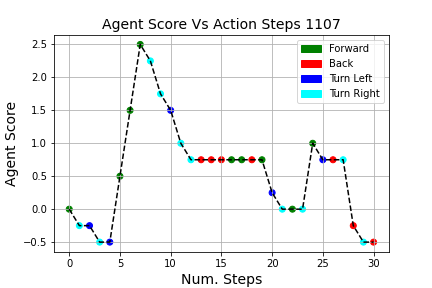 Agent Score Vs Action Steps 1107
Agent Score
2.5
2.0
1.5
1.0
0.5
0.0
−0.5
Forward
Back
Turn Left
Turn Right
0 5 10 15 20 25 30
Num. Steps